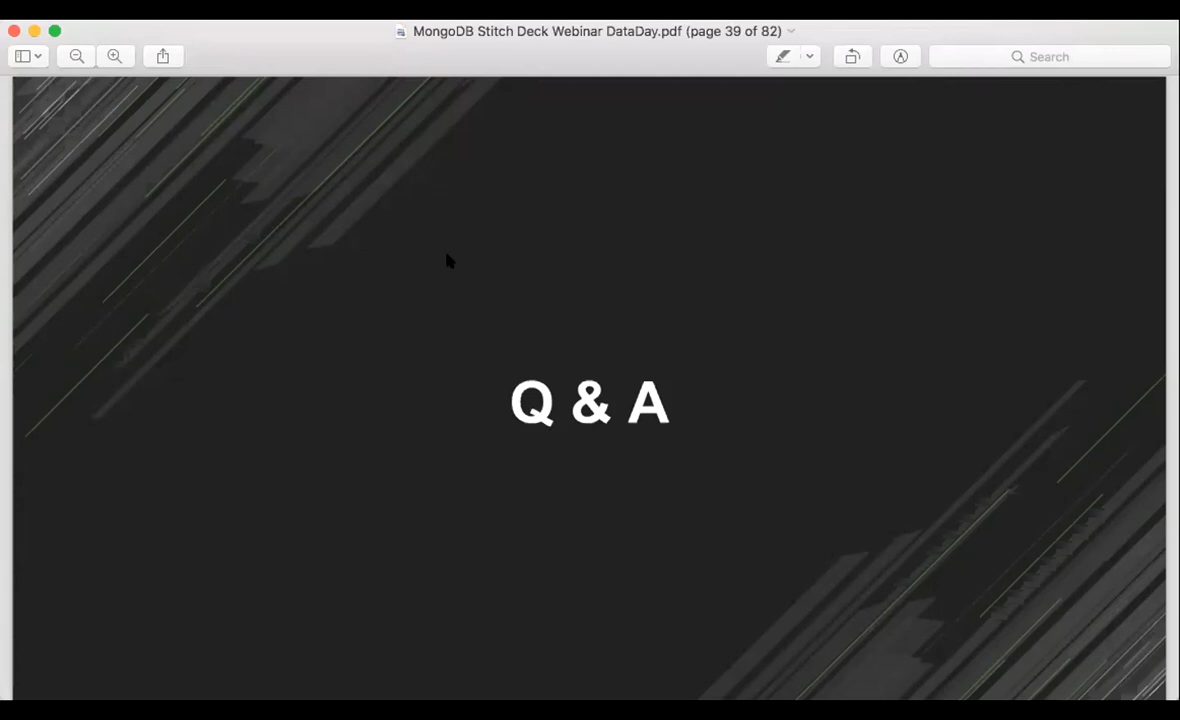 MongoDB Stitch Deck Webinar DataDay.pdf (page 39 of 82)
Search
Q & A